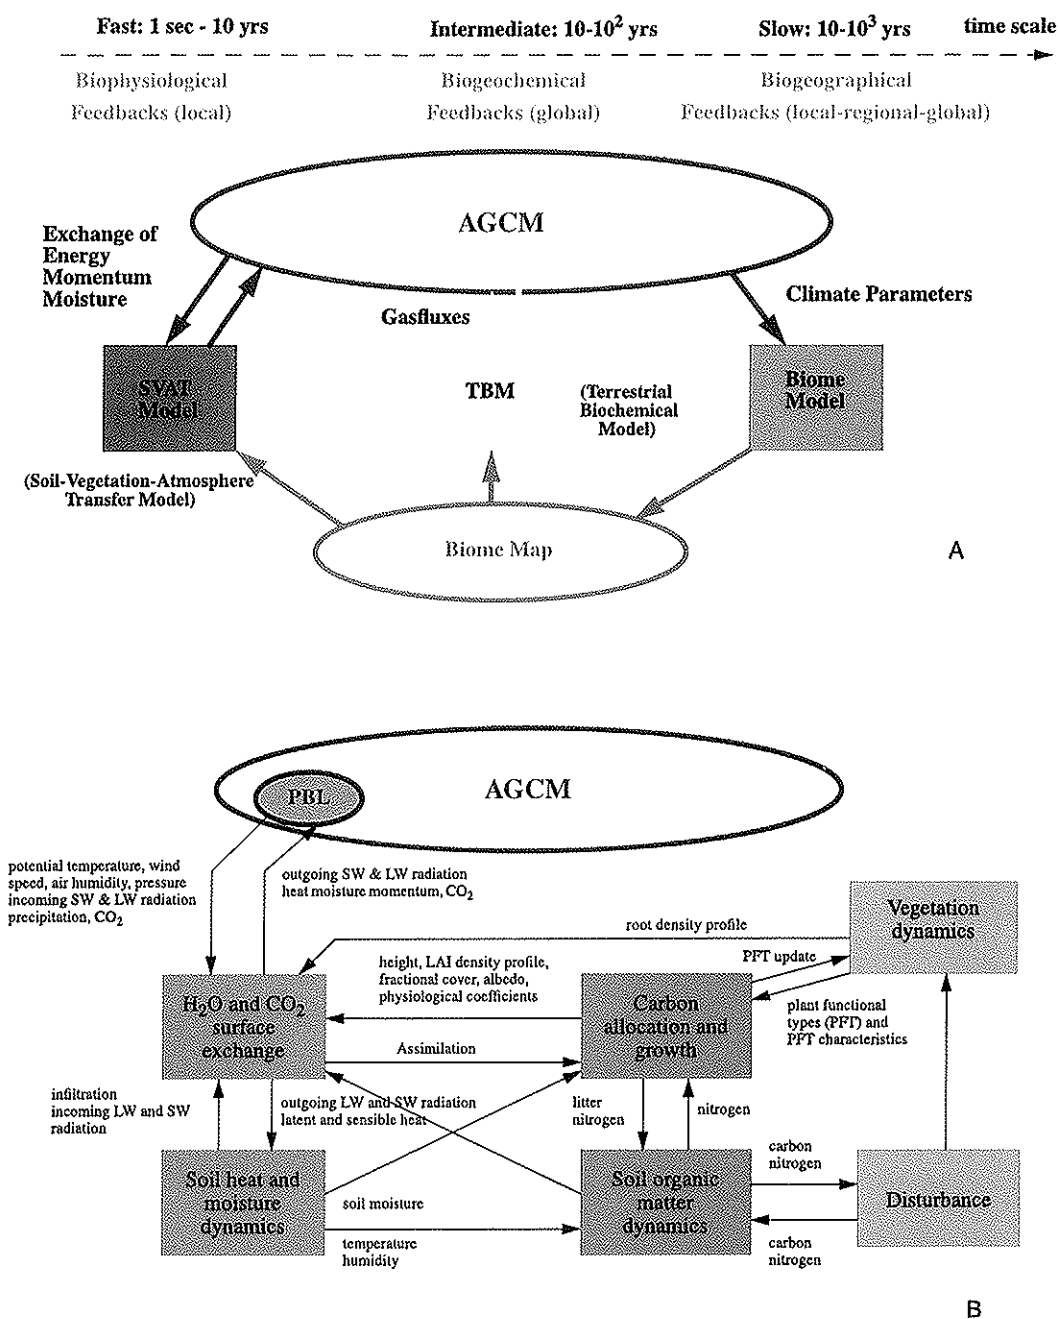 Fast: 1 sec - 10 yrs
Intermediate: 10-10² yrs
Slow: 10-10³ yrs
time scale
Biophysiological
Feedbacks (local)
Biogeochemical
Feedbacks (global)
Biogeographical
Feedbacks (local-regional-global)
AGCM
Exchange of
Energy
Momentum
Moisture
Gasfluxes
Climate Parameters
SVAT
Model
TBM
(Terrestrial
Biochemical
Model)
Biome
Model
(Soil-Vegetation-Atmosphere
Transfer Model)
Biome Map
A
AGCM
PBL
potential temperature, wind
speed, air humidity, pressure
incoming SW & LW radiation
precipitation, CO₂
outgoing SW & LW radiation
heat moisture momentum, CO₂
root density profile
Vegetation
dynamics
PFT update
height, LAI density profile,
fractional cover, albedo,
physiological coefficients
plant functional
types (PFT) and
PFT characteristics
H₂O and CO₂
surface
exchange
Carbon
allocation and
growth
Assimilation
infiltration
incoming LW and SW
radiation
outgoing LW and SW radiation
latent and sensible heat
litter
nitrogen
nitrogen
carbon
nitrogen
Soil heat and
moisture
dynamics
soil moisture
temperature
humidity
Soil organic
matter
dynamics
Disturbance
carbon
nitrogen
B